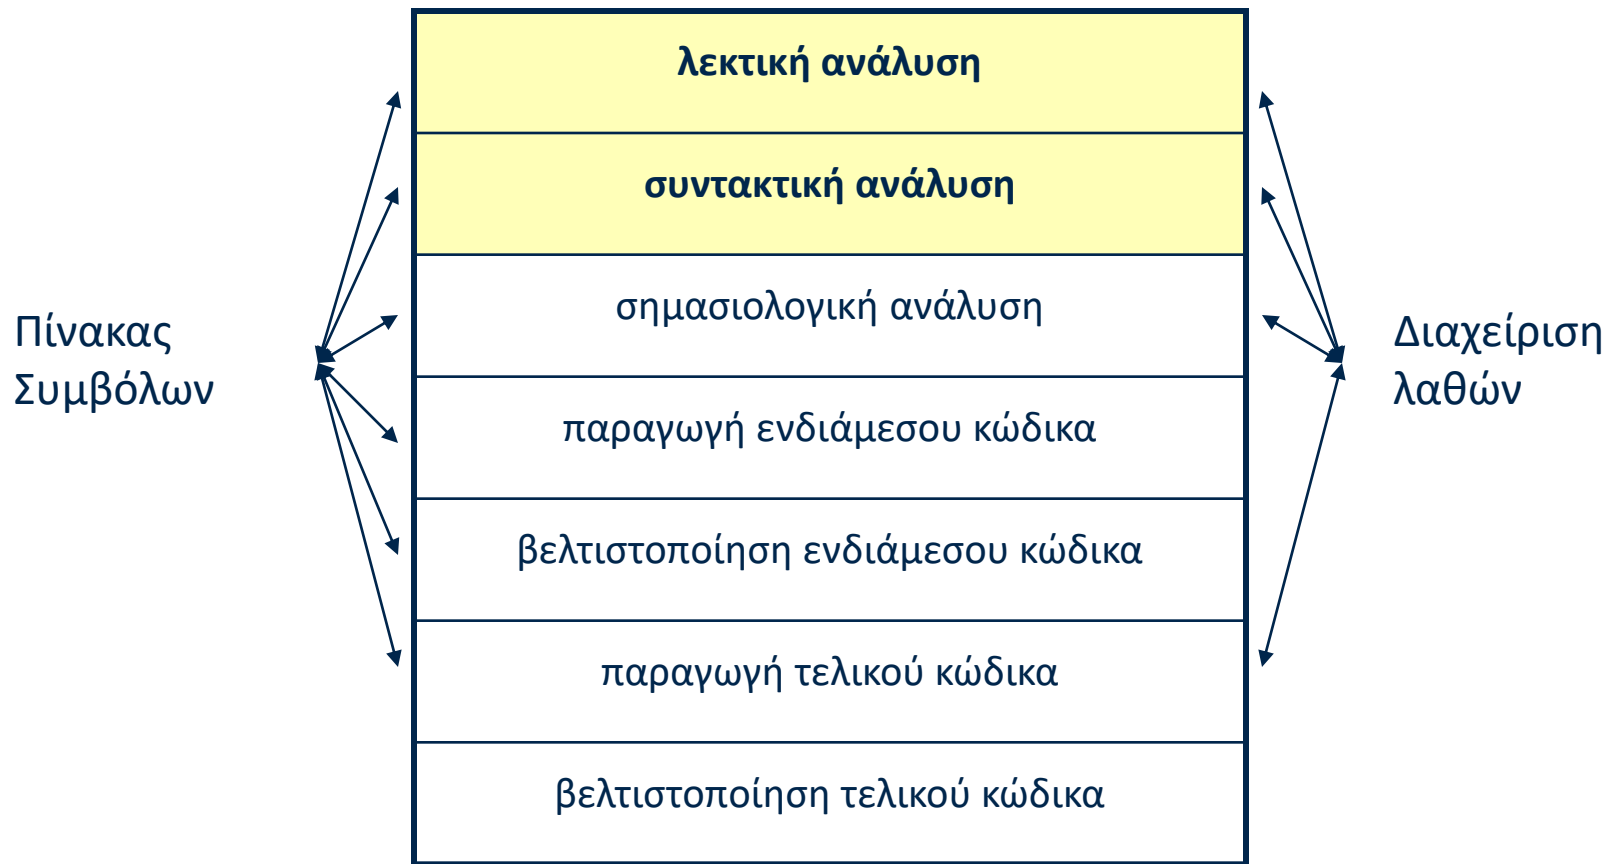 λεκτική ανάλυση
συντακτική ανάλυση
σημασιολογική ανάλυση
παραγωγή ενδιάμεσου κώδικα
βελτιστοποίηση ενδιάμεσου κώδικα
παραγωγή τελικού κώδικα
βελτιστοποίηση τελικού κώδικα
Πίνακας
Συμβόλων
Διαχείριση
λαθών